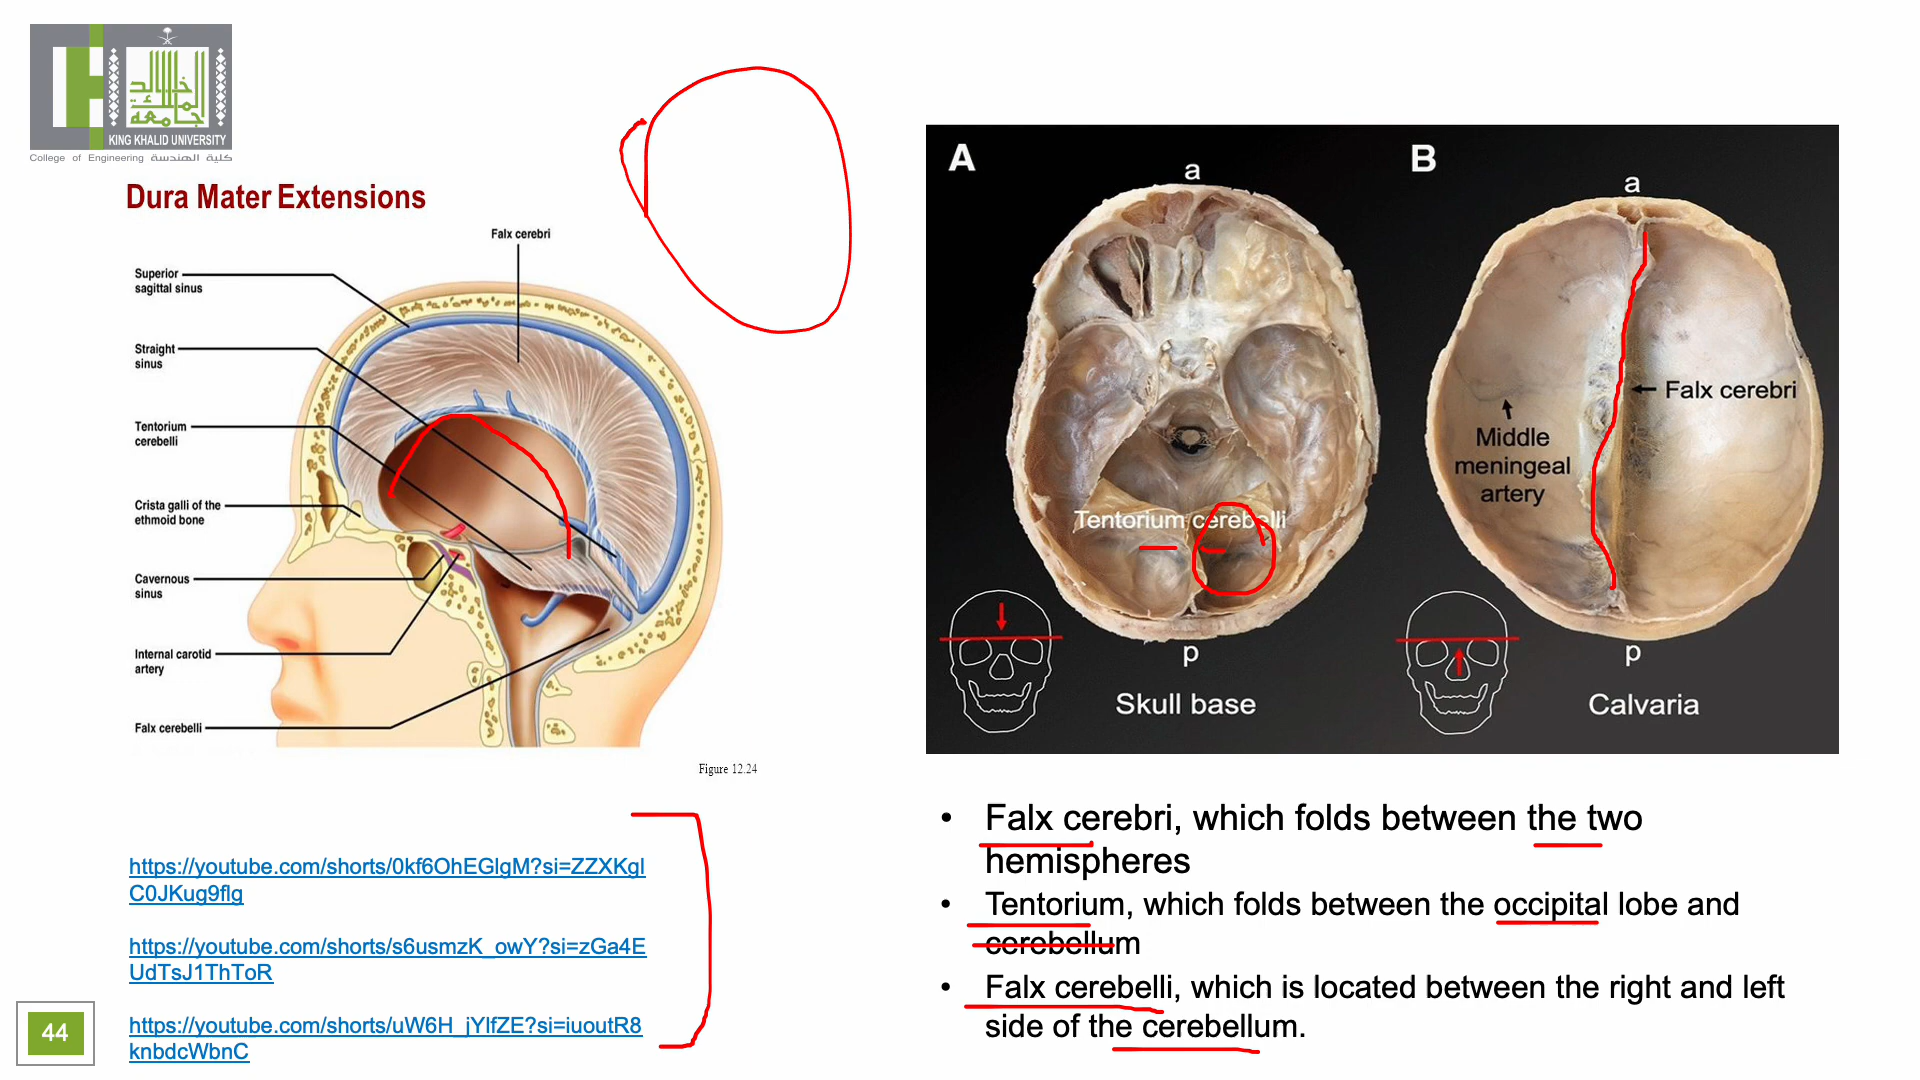 جامعة
الملك
خالد
KING KHALID UNIVERSITY
College of Engineering كلية الهندسة
Dura Mater Extensions
Falx cerebri
Superior
sagittal sinus
Straight
sinus
Tentorium
cerebelli
Crista galli of the
ethmoid bone
Cavernous
sinus
Internal carotid
artery
Falx cerebelli
Figure 12.24
A
a
Tentorium cerebelli
p
Skull base
B
a
Falx cerebri
Middle
meningeal
artery
p
Calvaria
https://youtube.com/shorts/0kf6OhEGlgM?si=ZZXKgl
C0JKug9flg
https://youtube.com/shorts/s6usmzK_owY?si=zGa4E
UdTsJ1ThToR
https://youtube.com/shorts/uW6H_jYlfZE?si=iuoutR8
knbdcWbnC
• Falx cerebri, which folds between the two
hemispheres
• Tentorium, which folds between the occipital lobe and
cerebellum
• Falx cerebelli, which is located between the right and left
side of the cerebellum.
44